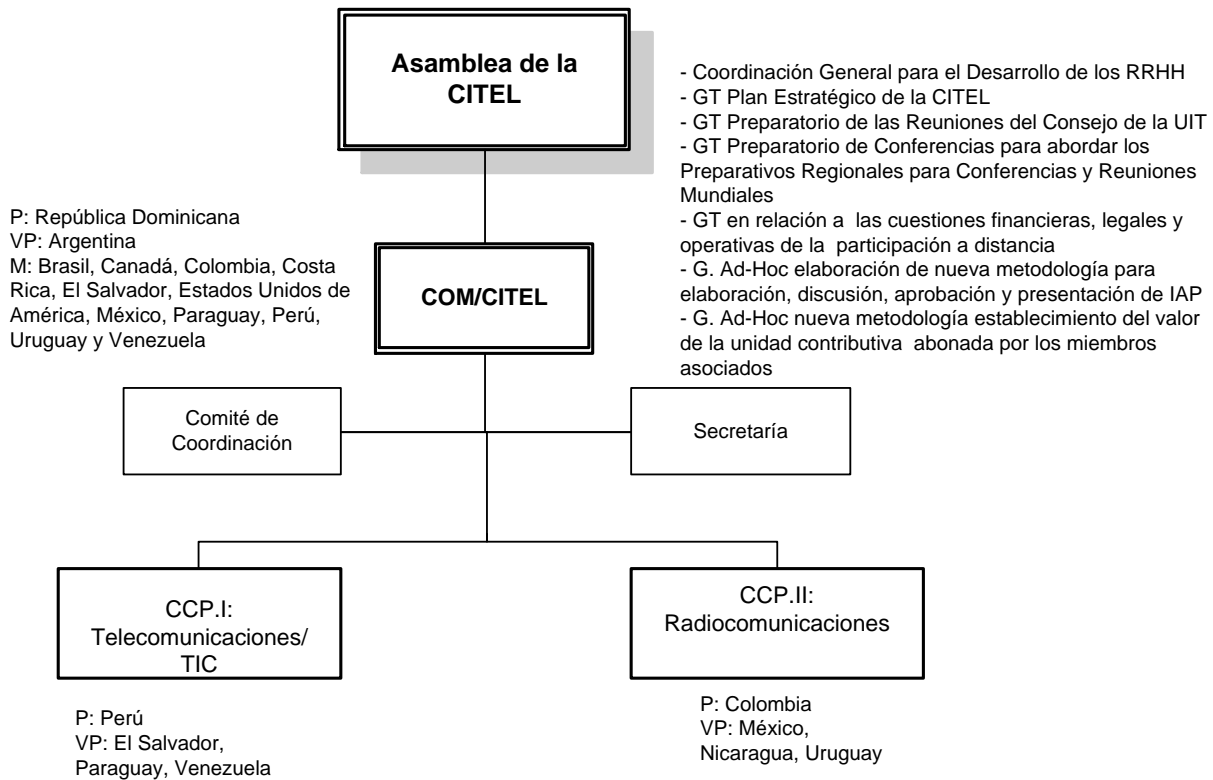 Asamblea de la
CITEL
- Coordinación General para el Desarrollo de los RRHH
- GT Plan Estratégico de la CITEL
- GT Preparatorio de las Reuniones del Consejo de la UIT
- GT Preparatorio de Conferencias para abordar los
Preparativos Regionales para Conferencias y Reuniones
Mundiales
- GT en relación a las cuestiones financieras, legales y
operativas de la participación a distancia
- G. Ad-Hoc elaboración de nueva metodología para
elaboración, discusión, aprobación y presentación de IAP
- G. Ad-Hoc nueva metodología establecimiento del valor
de la unidad contributiva abonada por los miembros
asociados
P: República Dominicana
VP: Argentina
M: Brasil, Canadá, Colombia, Costa
Rica, El Salvador, Estados Unidos de
América, México, Paraguay, Perú,
Uruguay y Venezuela
COM/CITEL
Comité de
Coordinación
Secretaría
CCP.I:
Telecomunicaciones/
TIC
CCP.II:
Radiocomunicaciones
P: Perú
VP: El Salvador,
Paraguay, Venezuela
P: Colombia
VP: México,
Nicaragua, Uruguay